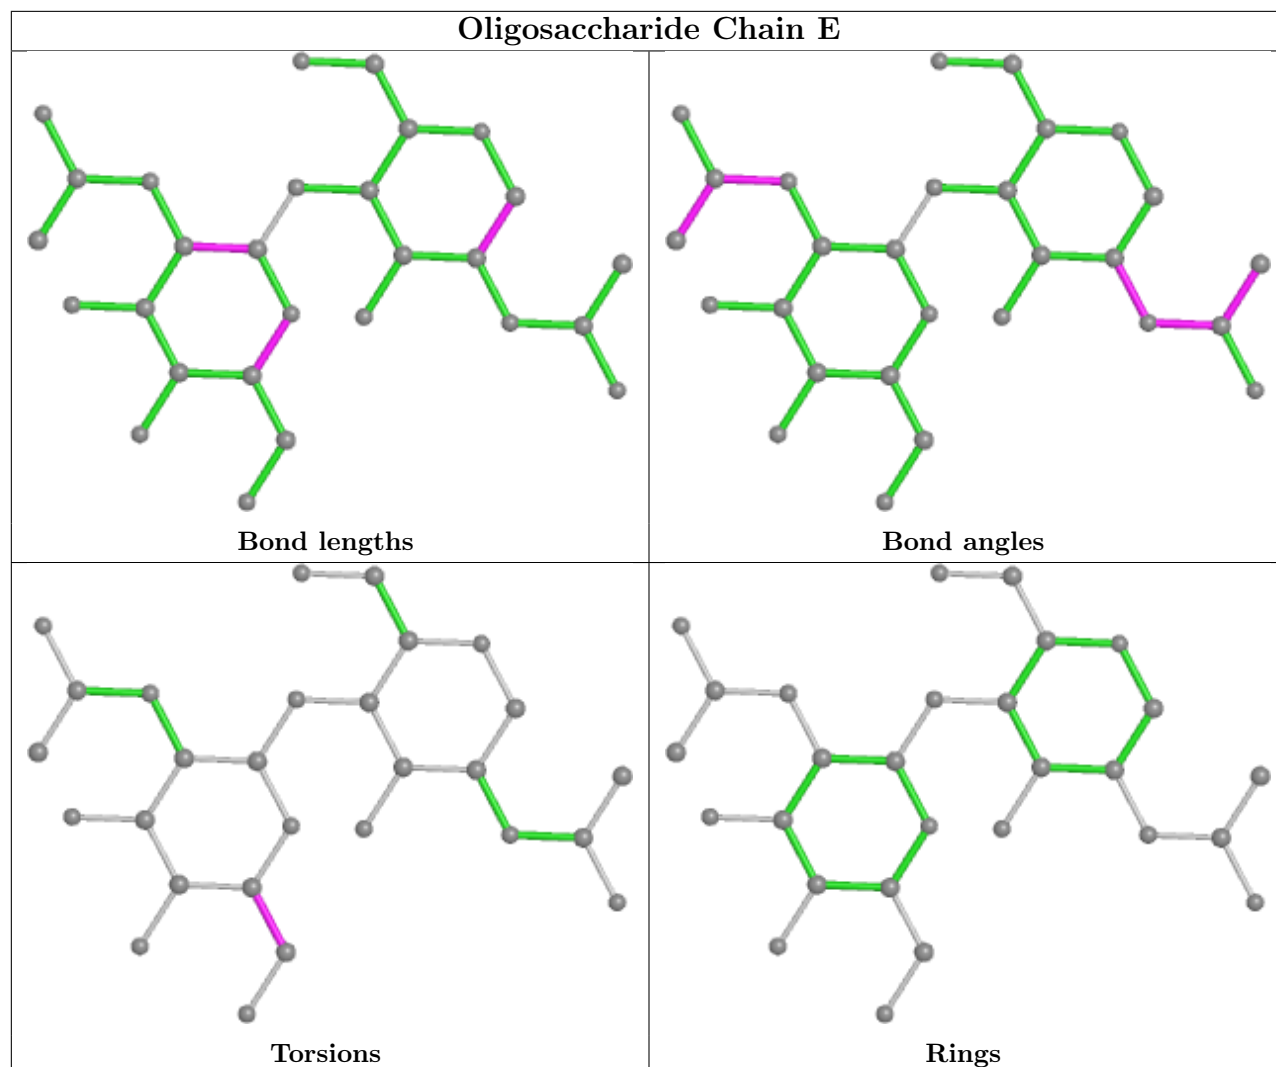 Oligosaccharide Chain E
Bond lengths
Bond angles
Torsions
Rings